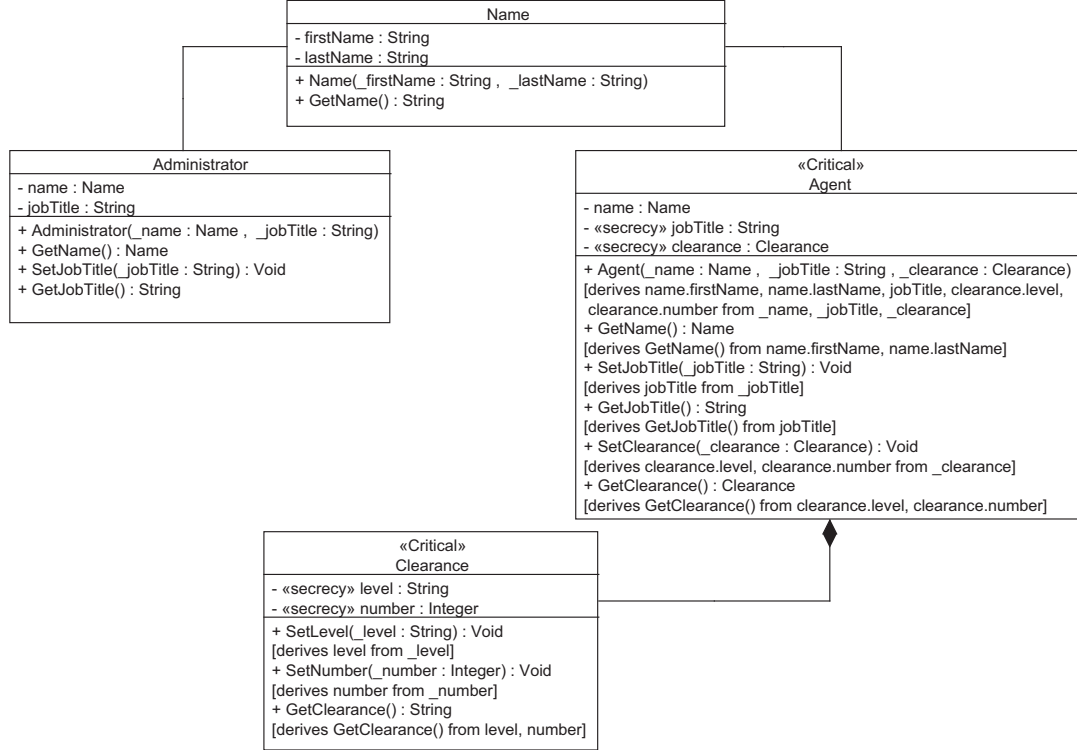 Name
- firstName : String
- lastName : String
+ Name(_firstName : String , _lastName : String)
+ GetName() : String
Administrator
- name : Name
- jobTitle : String
+ Administrator(_name : Name , _jobTitle : String)
+ GetName() : Name
+ SetJobTitle(_jobTitle : String) : Void
+ GetJobTitle() : String
«Critical»
Agent
- name : Name
- «secrecy» jobTitle : String
- «secrecy» clearance : Clearance
+ Agent(_name : Name , _jobTitle : String , _clearance : Clearance)
[derives name.firstName, name.lastName, jobTitle, clearance.level,
clearance.number from _name, _jobTitle, _clearance]
+ GetName() : Name
[derives GetName() from name.firstName, name.lastName]
+ SetJobTitle(_jobTitle : String) : Void
[derives jobTitle from _jobTitle]
+ GetJobTitle() : String
[derives GetJobTitle() from jobTitle]
+ SetClearance(_clearance : Clearance) : Void
[derives clearance.level, clearance.number from _clearance]
+ GetClearance() : Clearance
[derives GetClearance() from clearance.level, clearance.number]
«Critical»
Clearance
- «secrecy» level : String
- «secrecy» number : Integer
+ SetLevel(_level : String) : Void
[derives level from _level]
+ SetNumber(_number : Integer) : Void
[derives number from _number]
+ GetClearance() : String
[derives GetClearance() from level, number]